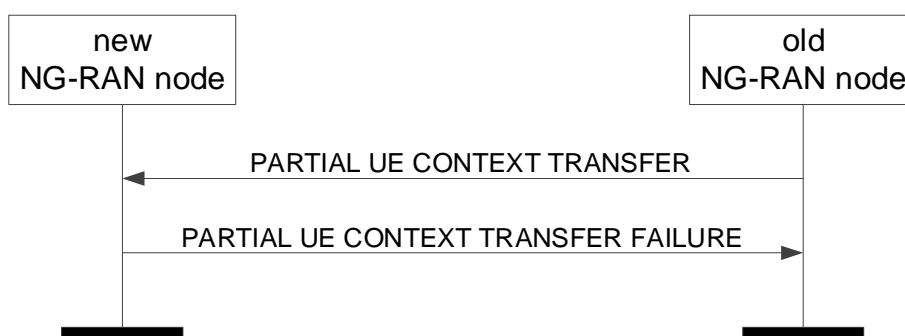 new
NG-RAN node
old
NG-RAN node
PARTIAL UE CONTEXT TRANSFER
PARTIAL UE CONTEXT TRANSFER FAILURE